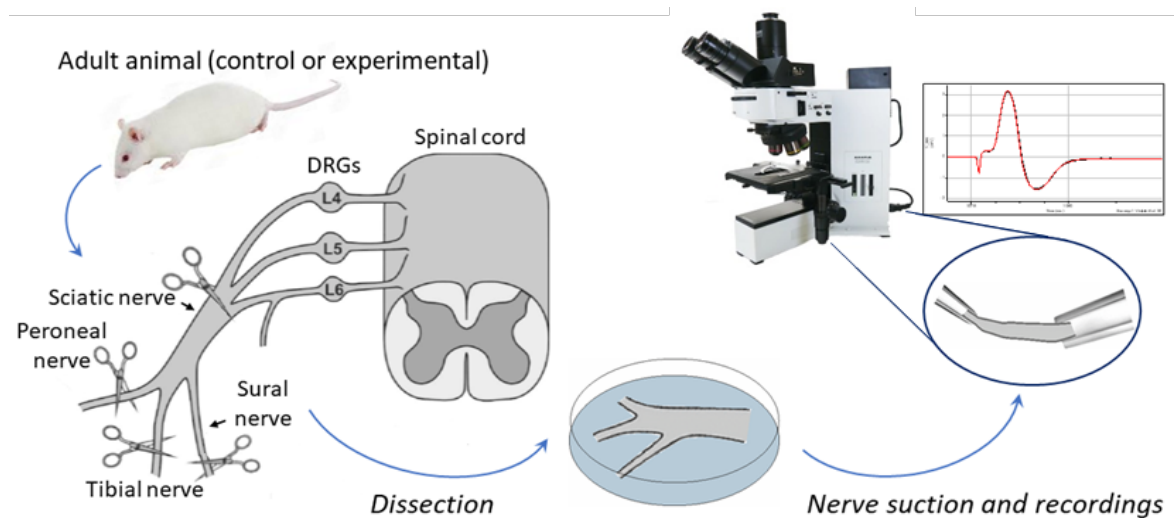 Adult animal (control or experimental)
Spinal cord
DRGs
L4
L5
L6
Sciatic nerve
Peroneal
nerve
Sural
nerve
Tibial nerve
Dissection
Nerve suction and recordings